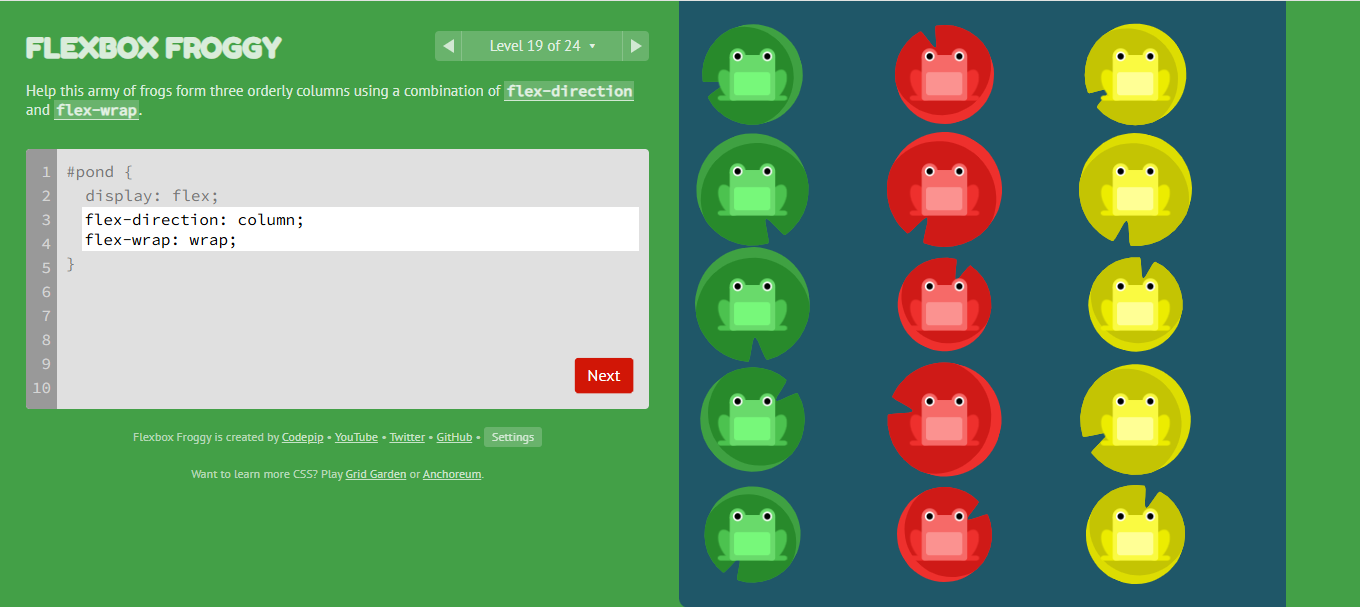 FLEXBOX FROGGY
◀ Level 19 of 24 ▾ ▶
Help this army of frogs form three orderly columns using a combination of flex-direction
and flex-wrap.
1 #pond {
2 display: flex;
3 flex-direction: column;
4 flex-wrap: wrap;
5 }
6
7
8
9
10
Next
Flexbox Froggy is created by Codepip • YouTube • Twitter • GitHub • Settings
Want to learn more CSS? Play Grid Garden or Anchoreum.